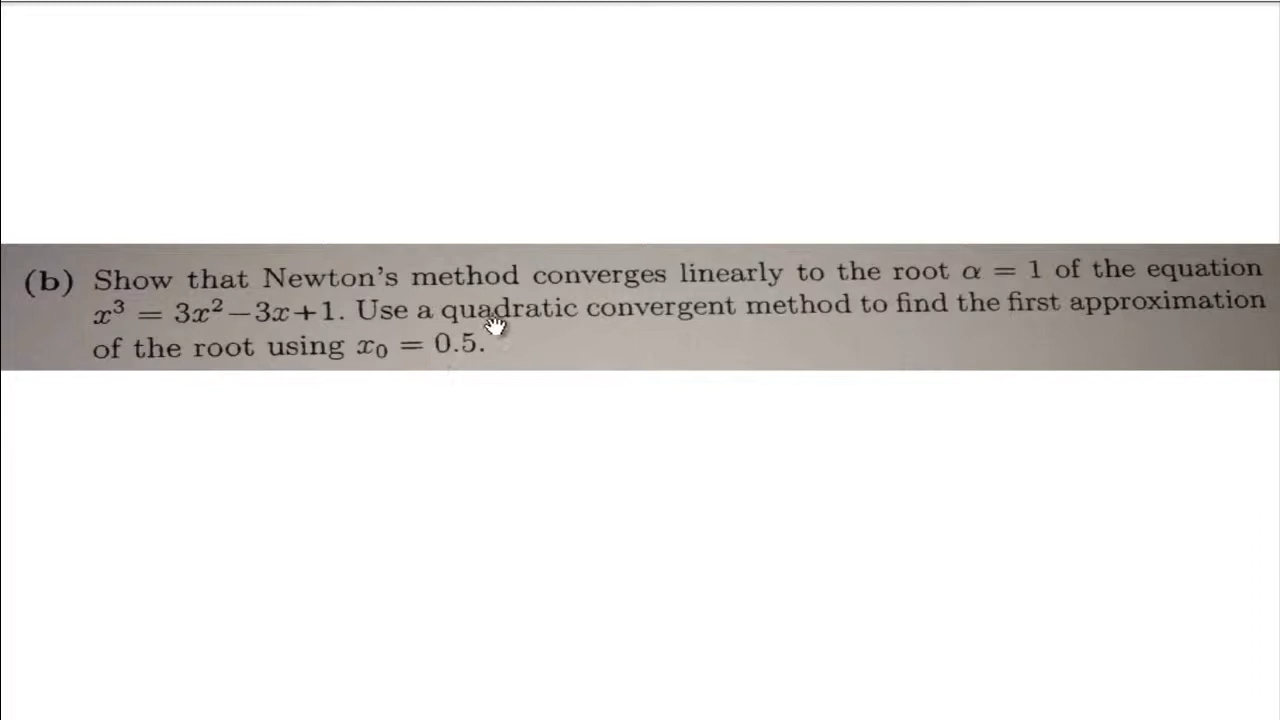 (b) Show that Newton's method converges linearly to the root α = 1 of the equation
x³ = 3x² – 3x + 1. Use a quadratic convergent method to find the first approximation
of the root using x₀ = 0.5.